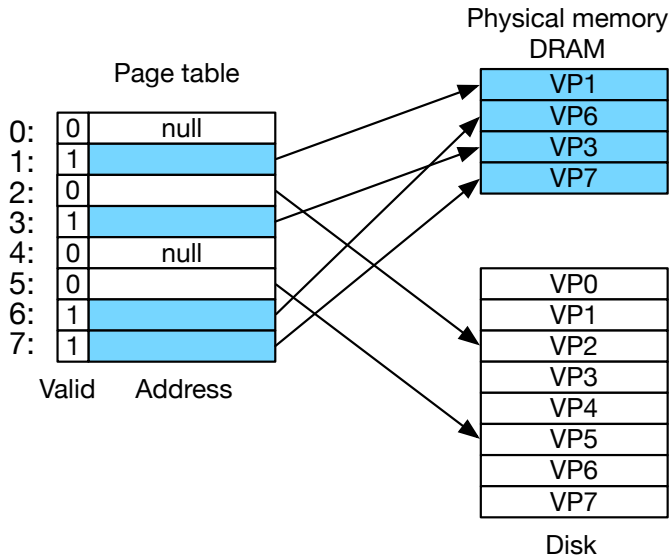 Physical memory
DRAM
Page table
VP1
VP6
VP3
VP7
0: 0 null
1: 1
2: 0
3: 1
4: 0 null
5: 0
6: 1
7: 1
Valid Address
VP0
VP1
VP2
VP3
VP4
VP5
VP6
VP7
Disk